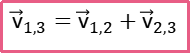 v⃗₁,₃ = v⃗₁,₂ + v⃗₂,₃